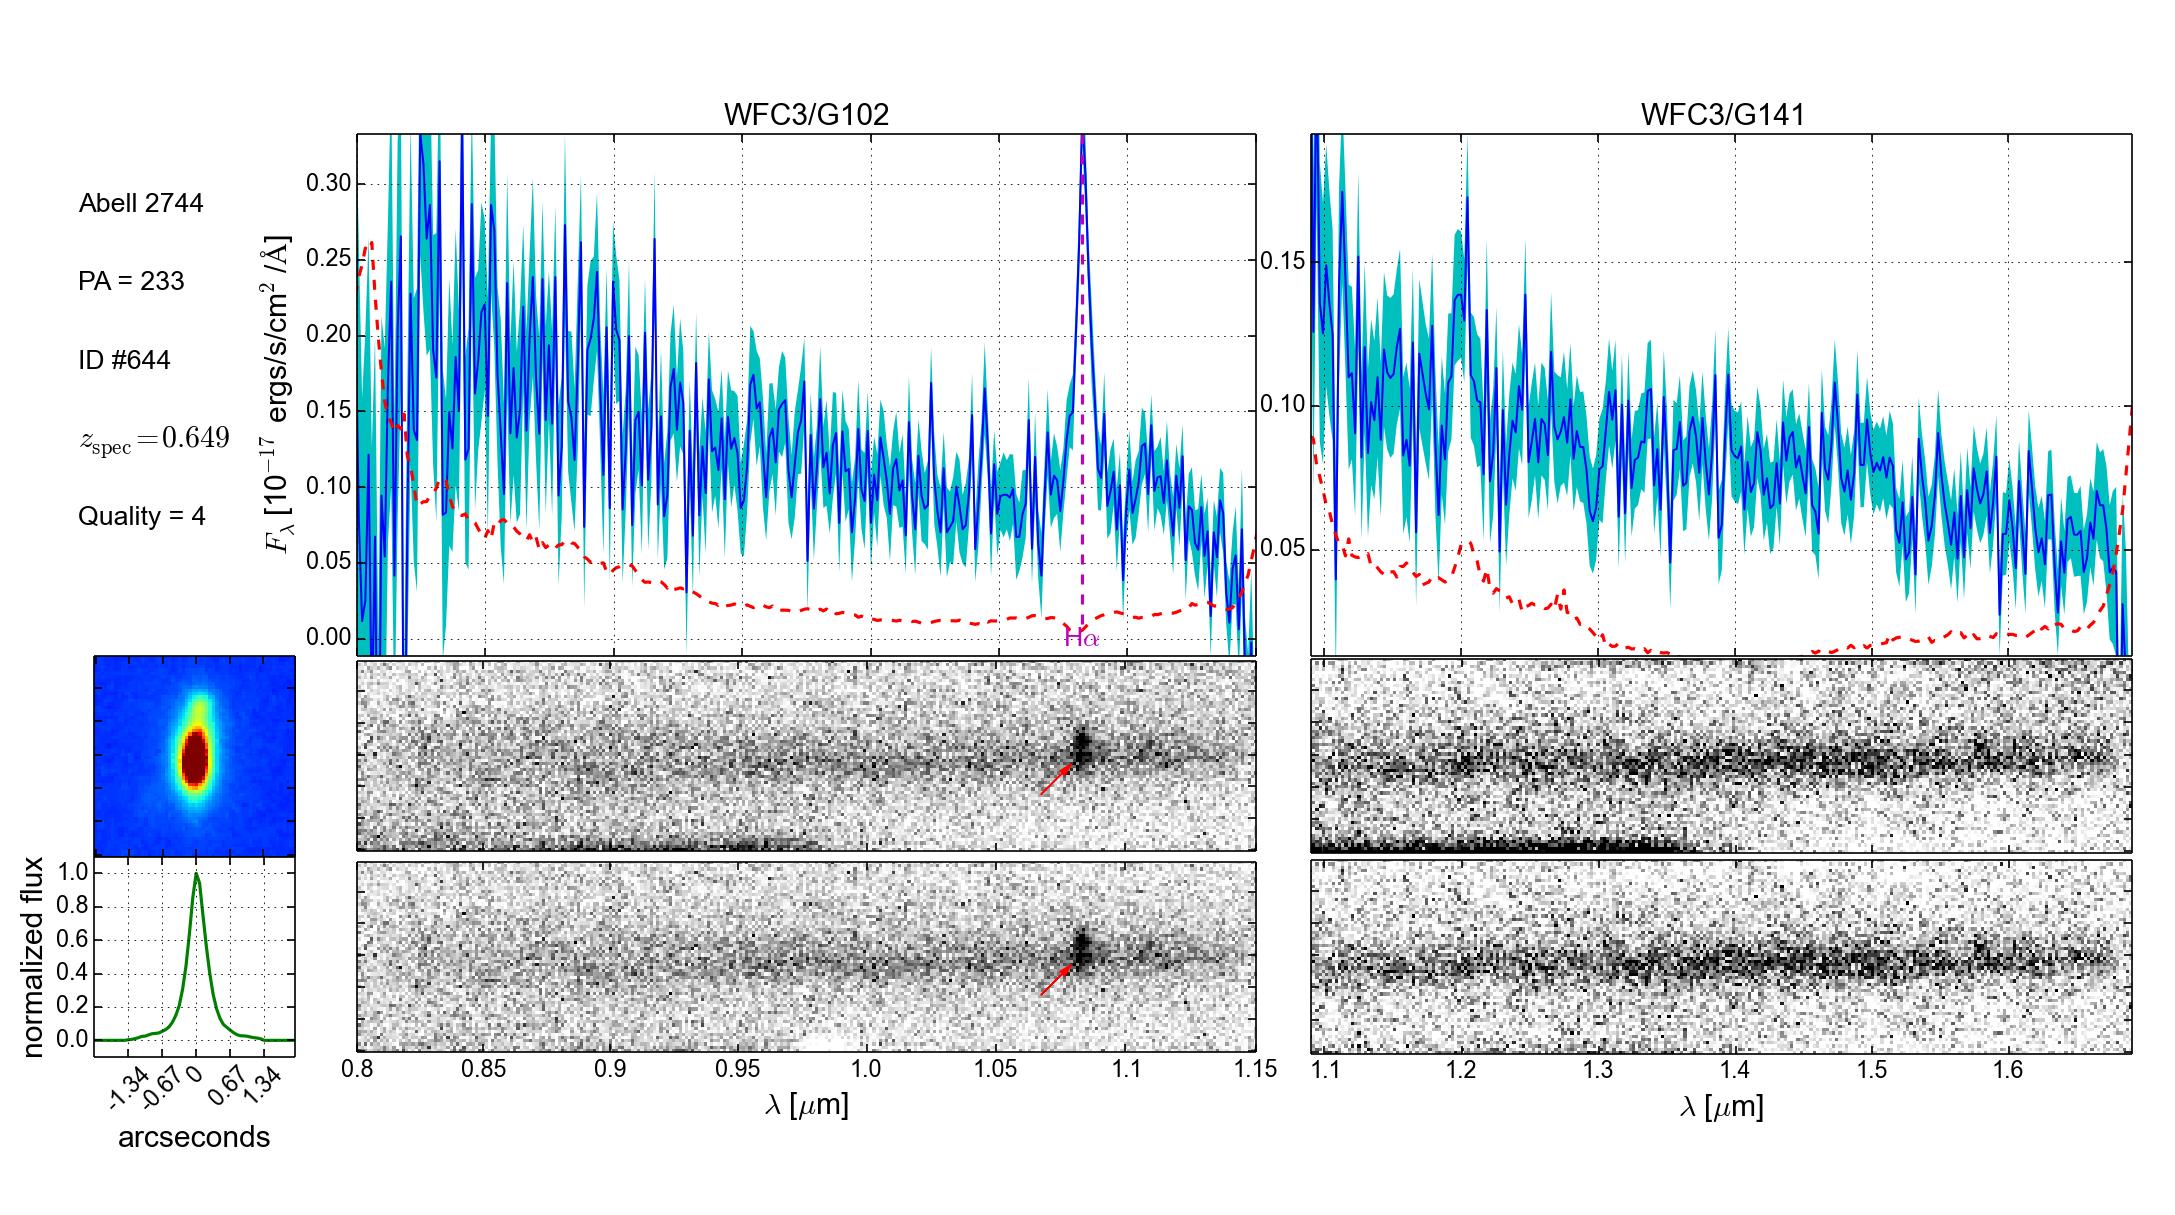 WFC3/G102
WFC3/G141
Abell 2744
PA = 233
ID #644
z_spec = 0.649
Quality = 4
F_λ [10^−17 ergs/s/cm^2/Å]
0.30
0.25
0.20
0.15
0.10
0.05
0.00
Hα
0.15
0.10
0.05
normalized flux
1.0
0.8
0.6
0.4
0.2
0.0
-1.34 -0.67 0 0.67 1.34
arcseconds
0.8 0.85 0.9 0.95 1.0 1.05 1.1 1.15
λ [μm]
1.1 1.2 1.3 1.4 1.5 1.6
λ [μm]